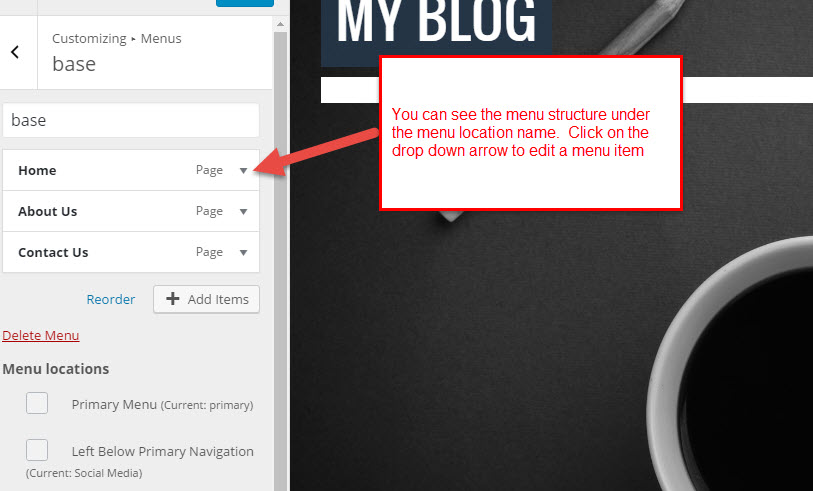 Customizing ▸ Menus
base
base
Home Page
About Us Page
Contact Us Page
Reorder + Add Items
Delete Menu
Menu locations
Primary Menu (Current: primary)
Left Below Primary Navigation
(Current: Social Media)
MY BLOG
You can see the menu structure under
the menu location name. Click on the
drop down arrow to edit a menu item